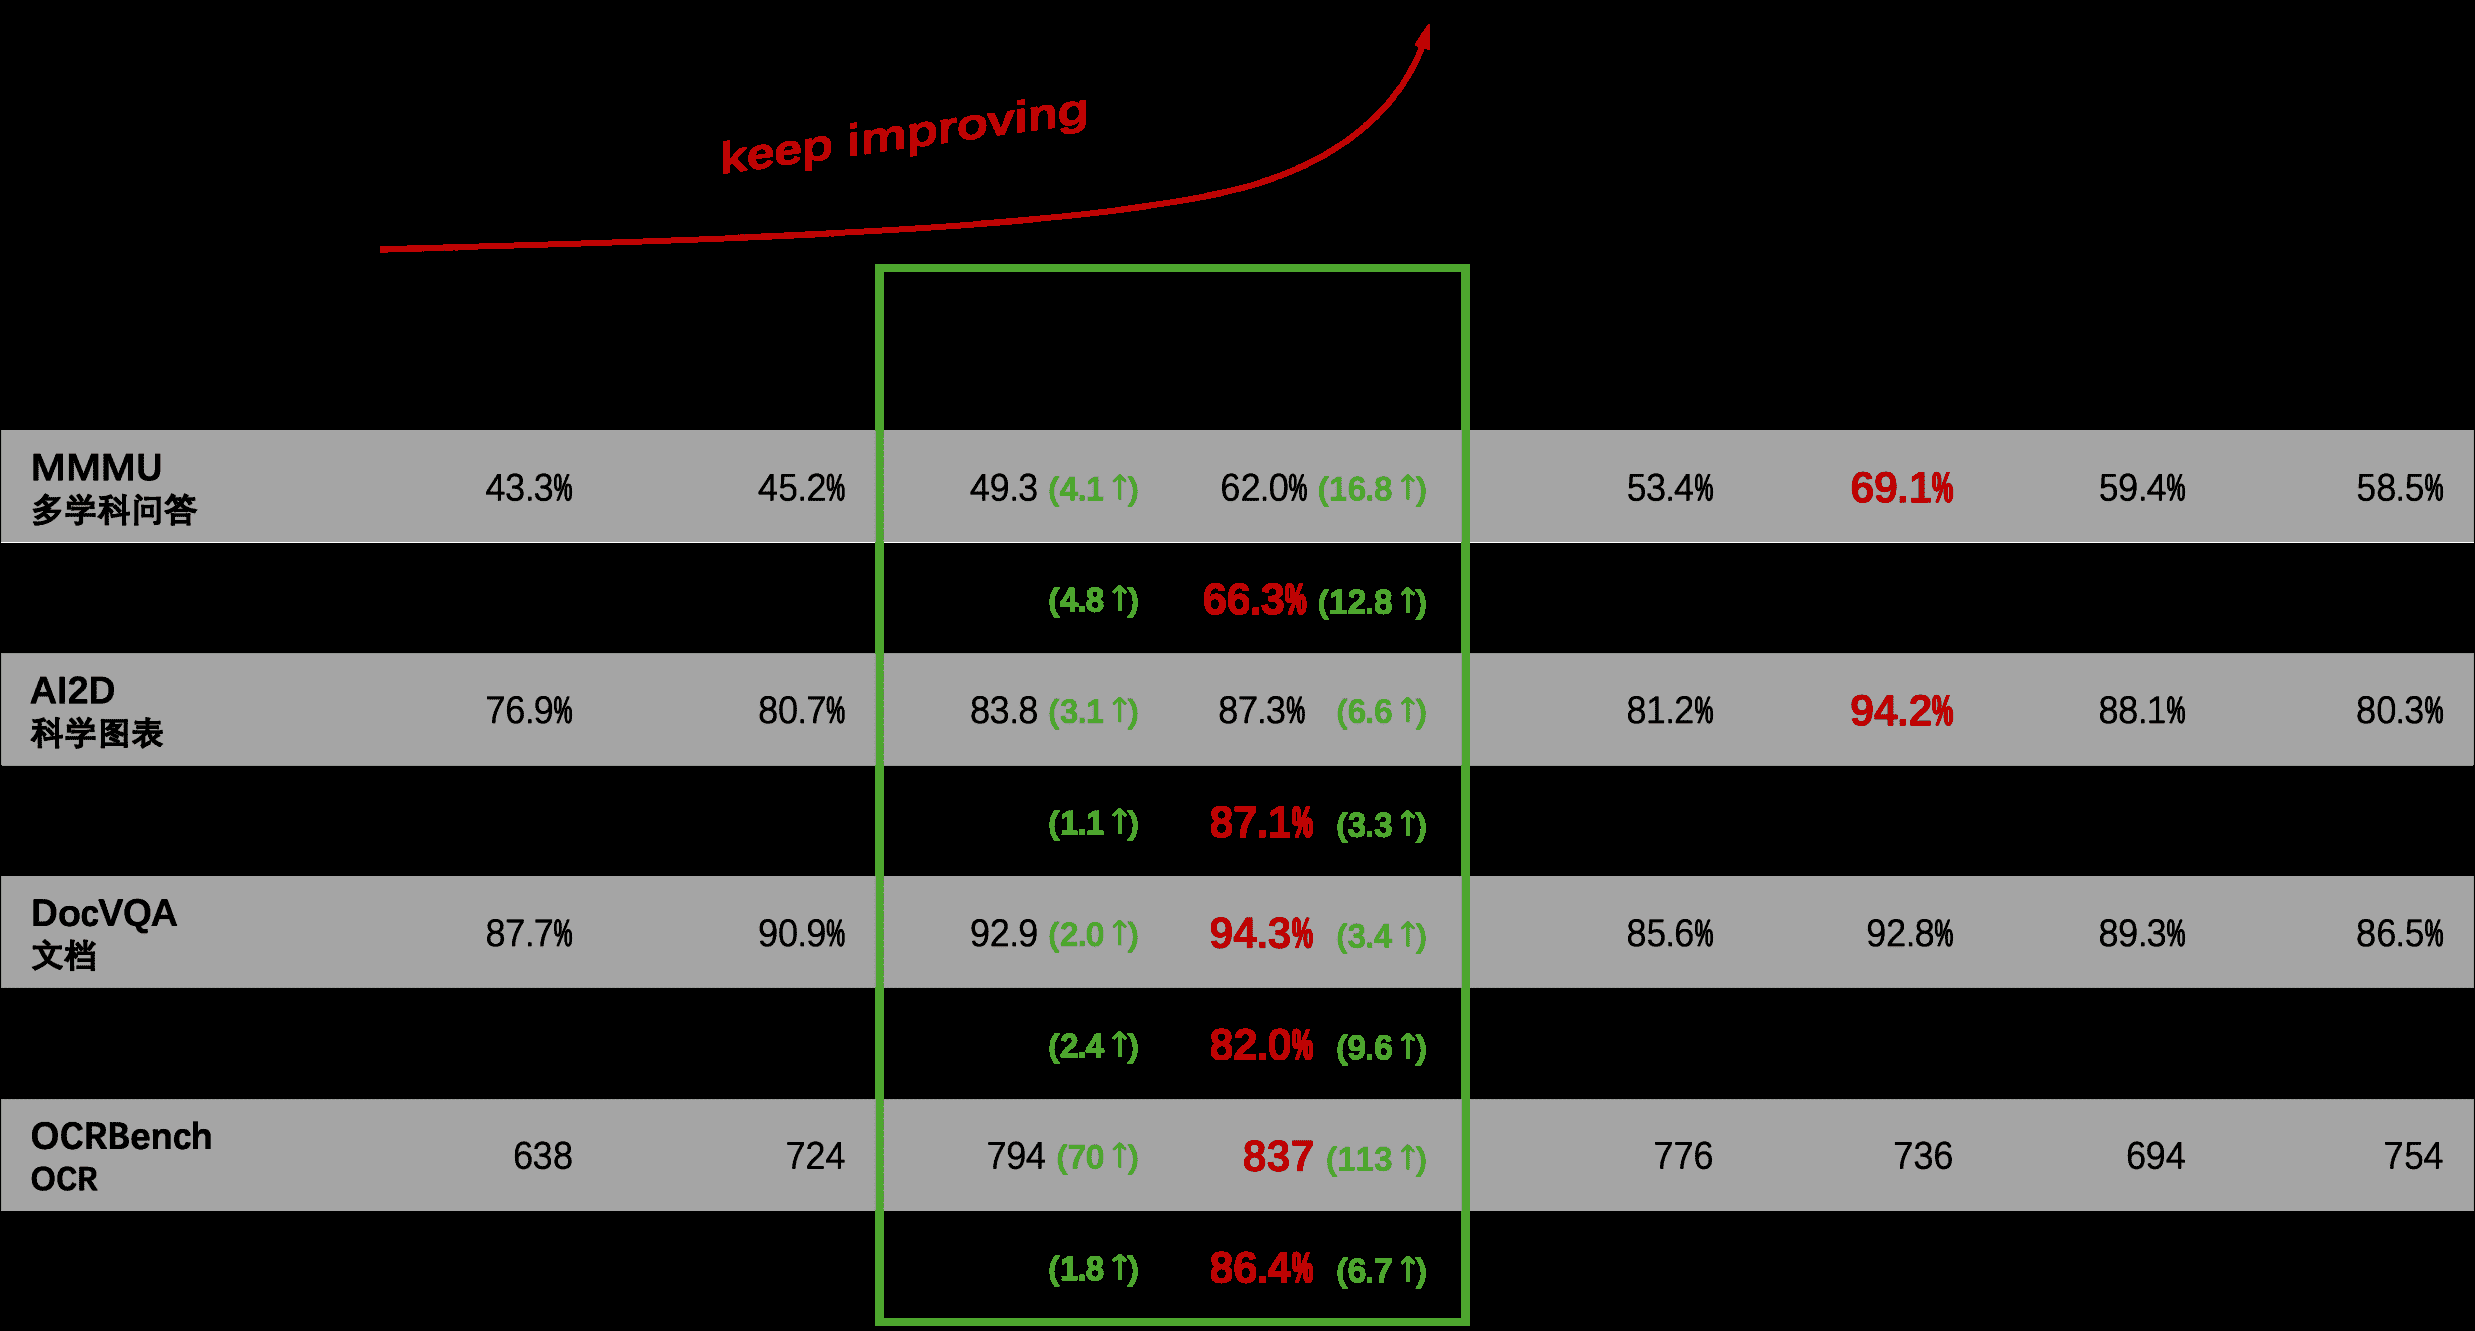 keep improving
MMMU
多学科问答
43.3% 45.2% 49.3 (4.1↑) 62.0% (16.8↑) 53.4% 69.1% 59.4% 58.5%
(4.8↑) 66.3% (12.8↑)
AI2D
科学图表
76.9% 80.7% 83.8 (3.1↑) 87.3% (6.6↑) 81.2% 94.2% 88.1% 80.3%
(1.1↑) 87.1% (3.3↑)
DocVQA
文档
87.7% 90.9% 92.9 (2.0↑) 94.3% (3.4↑) 85.6% 92.8% 89.3% 86.5%
(2.4↑) 82.0% (9.6↑)
OCRBench
OCR
638 724 794 (70↑) 837 (113↑) 776 736 694 754
(1.8↑) 86.4% (6.7↑)